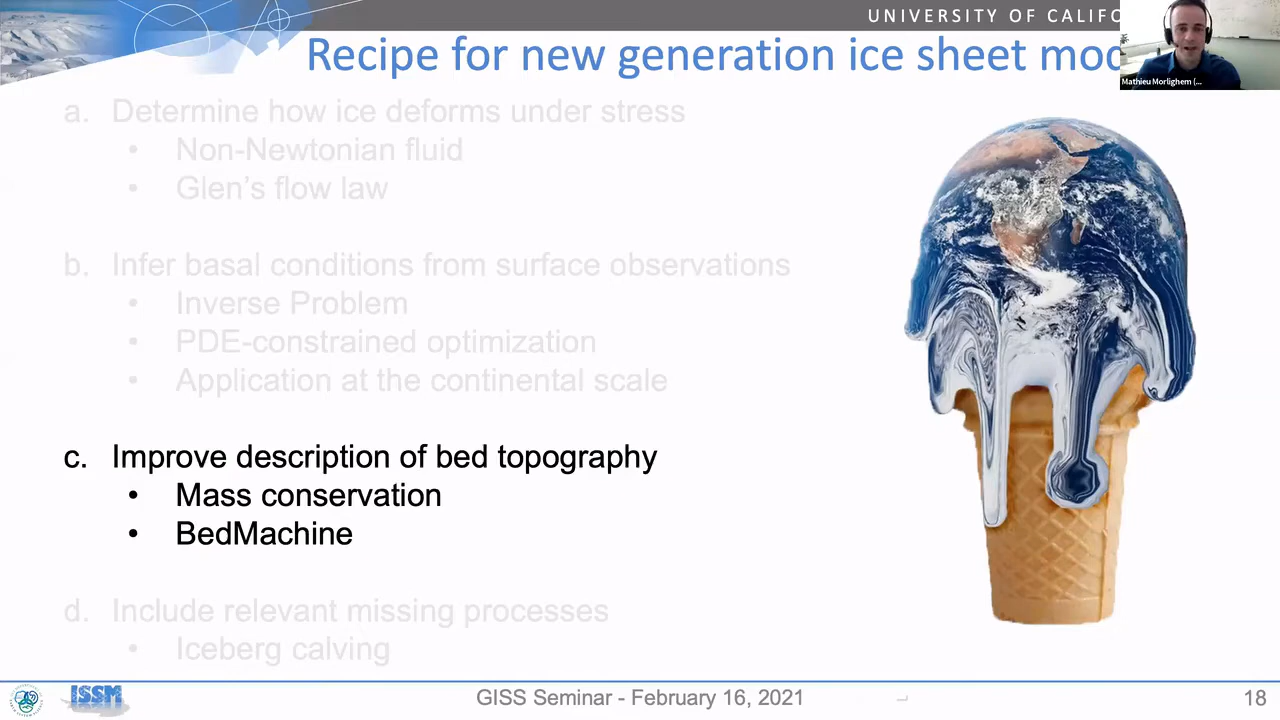 UNIVERSITY OF CALIFO
Recipe for new generation ice sheet mod
Mathieu Morlighem (...
a. Determine how ice deforms under stress
• Non-Newtonian fluid
• Glen's flow law
b. Infer basal conditions from surface observations
• Inverse Problem
• PDE-constrained optimization
• Application at the continental scale
c. Improve description of bed topography
• Mass conservation
• BedMachine
d. Include relevant missing processes
• Iceberg calving
ISSM
GISS Seminar - February 16, 2021
18